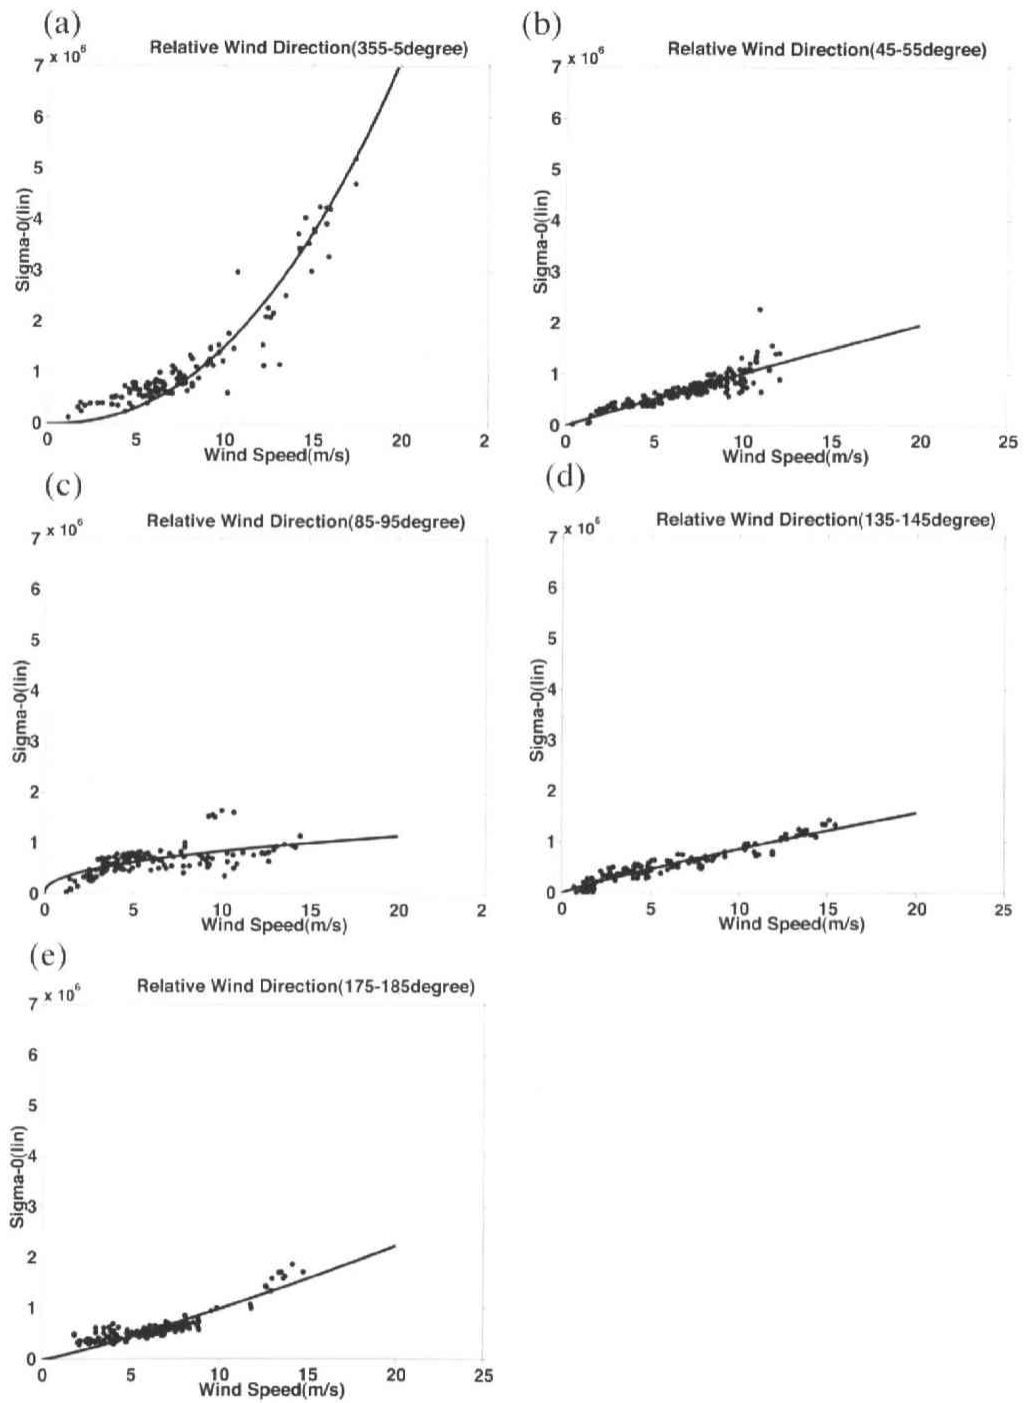 (a)
Relative Wind Direction(355-5degree)
7 x 10⁶
6
5
4
3
2
1
0
Sigma-0(lin)
0 5 10 15 20 2
Wind Speed(m/s)
(b)
Relative Wind Direction(45-55degree)
7 x 10⁶
6
5
4
3
2
1
0
Sigma-0(lin)
0 5 10 15 20 25
Wind Speed(m/s)
(c)
Relative Wind Direction(85-95degree)
7 x 10⁶
6
5
4
3
2
1
0
Sigma-0(lin)
0 5 10 15 20 2
Wind Speed(m/s)
(d)
Relative Wind Direction(135-145degree)
7 x 10⁶
6
5
4
3
2
1
0
Sigma-0(lin)
0 5 10 15 20 25
Wind Speed(m/s)
(e)
Relative Wind Direction(175-185degree)
7 x 10⁶
6
5
4
3
2
1
0
Sigma-0(lin)
0 5 10 15 20 25
Wind Speed(m/s)